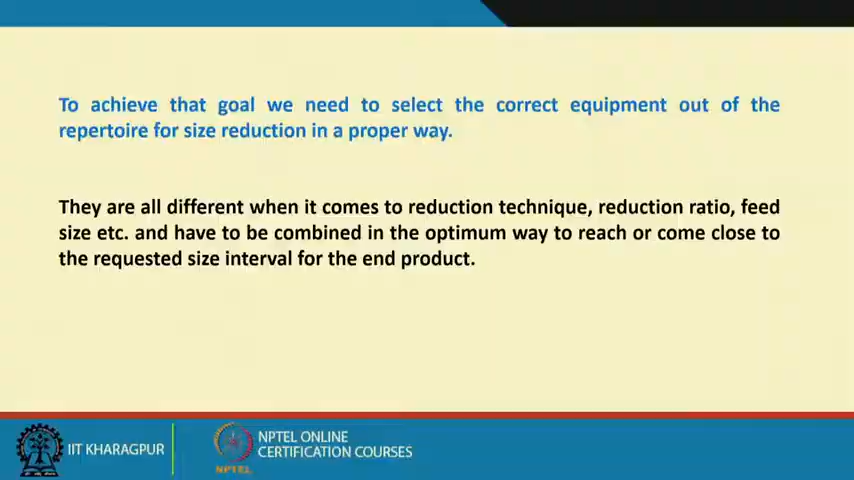 To achieve that goal we need to select the correct equipment out of the
repertoire for size reduction in a proper way.
They are all different when it comes to reduction technique, reduction ratio, feed
size etc. and have to be combined in the optimum way to reach or come close to
the requested size interval for the end product.
IIT KHARAGPUR
NPTEL
NPTEL ONLINE
CERTIFICATION COURSES